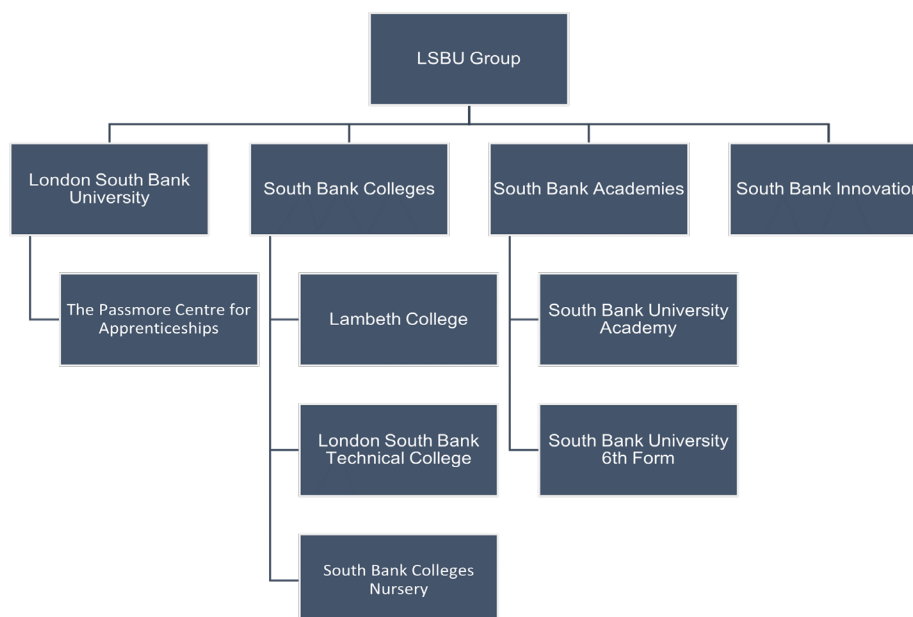 LSBU Group
London South Bank
University
South Bank Colleges
South Bank Academies
South Bank Innovation
The Passmore Centre for
Apprenticeships
Lambeth College
South Bank University
Academy
London South Bank
Technical College
South Bank University
6th Form
South Bank Colleges
Nursery